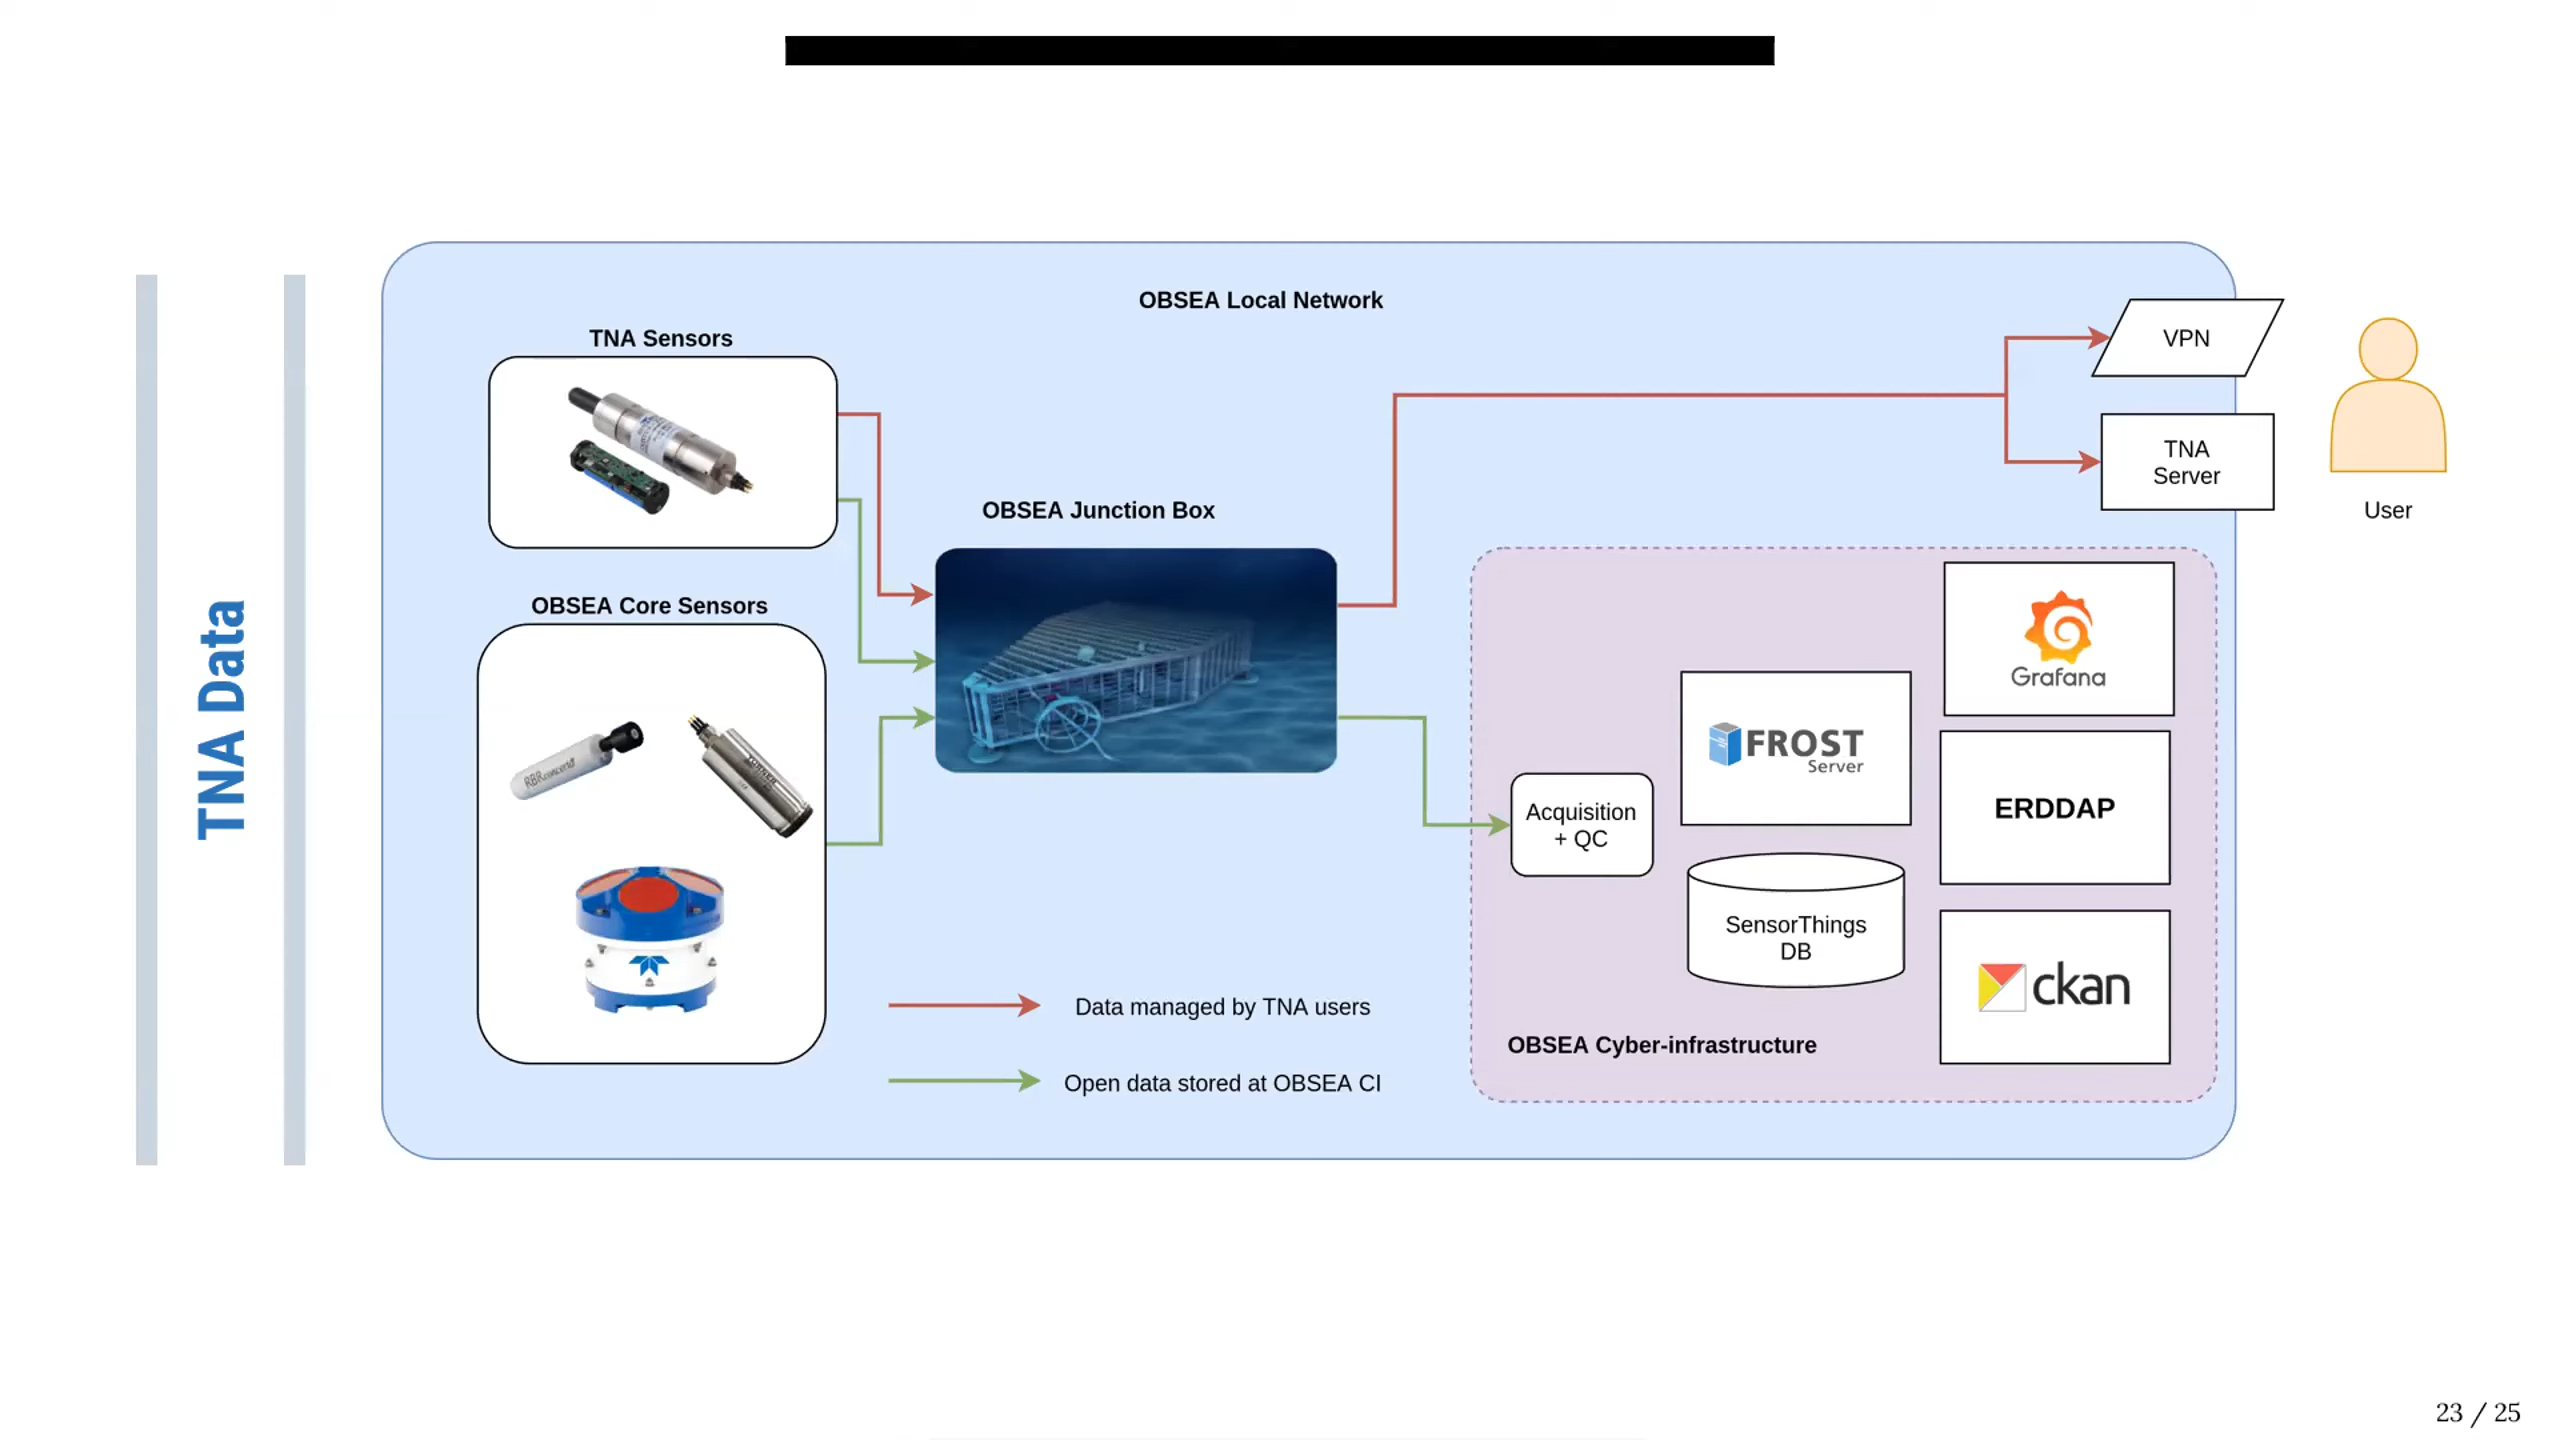 TNA Data
OBSEA Local Network
TNA Sensors
OBSEA Core Sensors
RBRconcerto
TURNER
OBSEA Junction Box
VPN
TNA
Server
User
Grafana
FROST
Server
ERDDAP
Acquisition
+ QC
SensorThings
DB
ckan
OBSEA Cyber-infrastructure
Data managed by TNA users
Open data stored at OBSEA CI
23 / 25